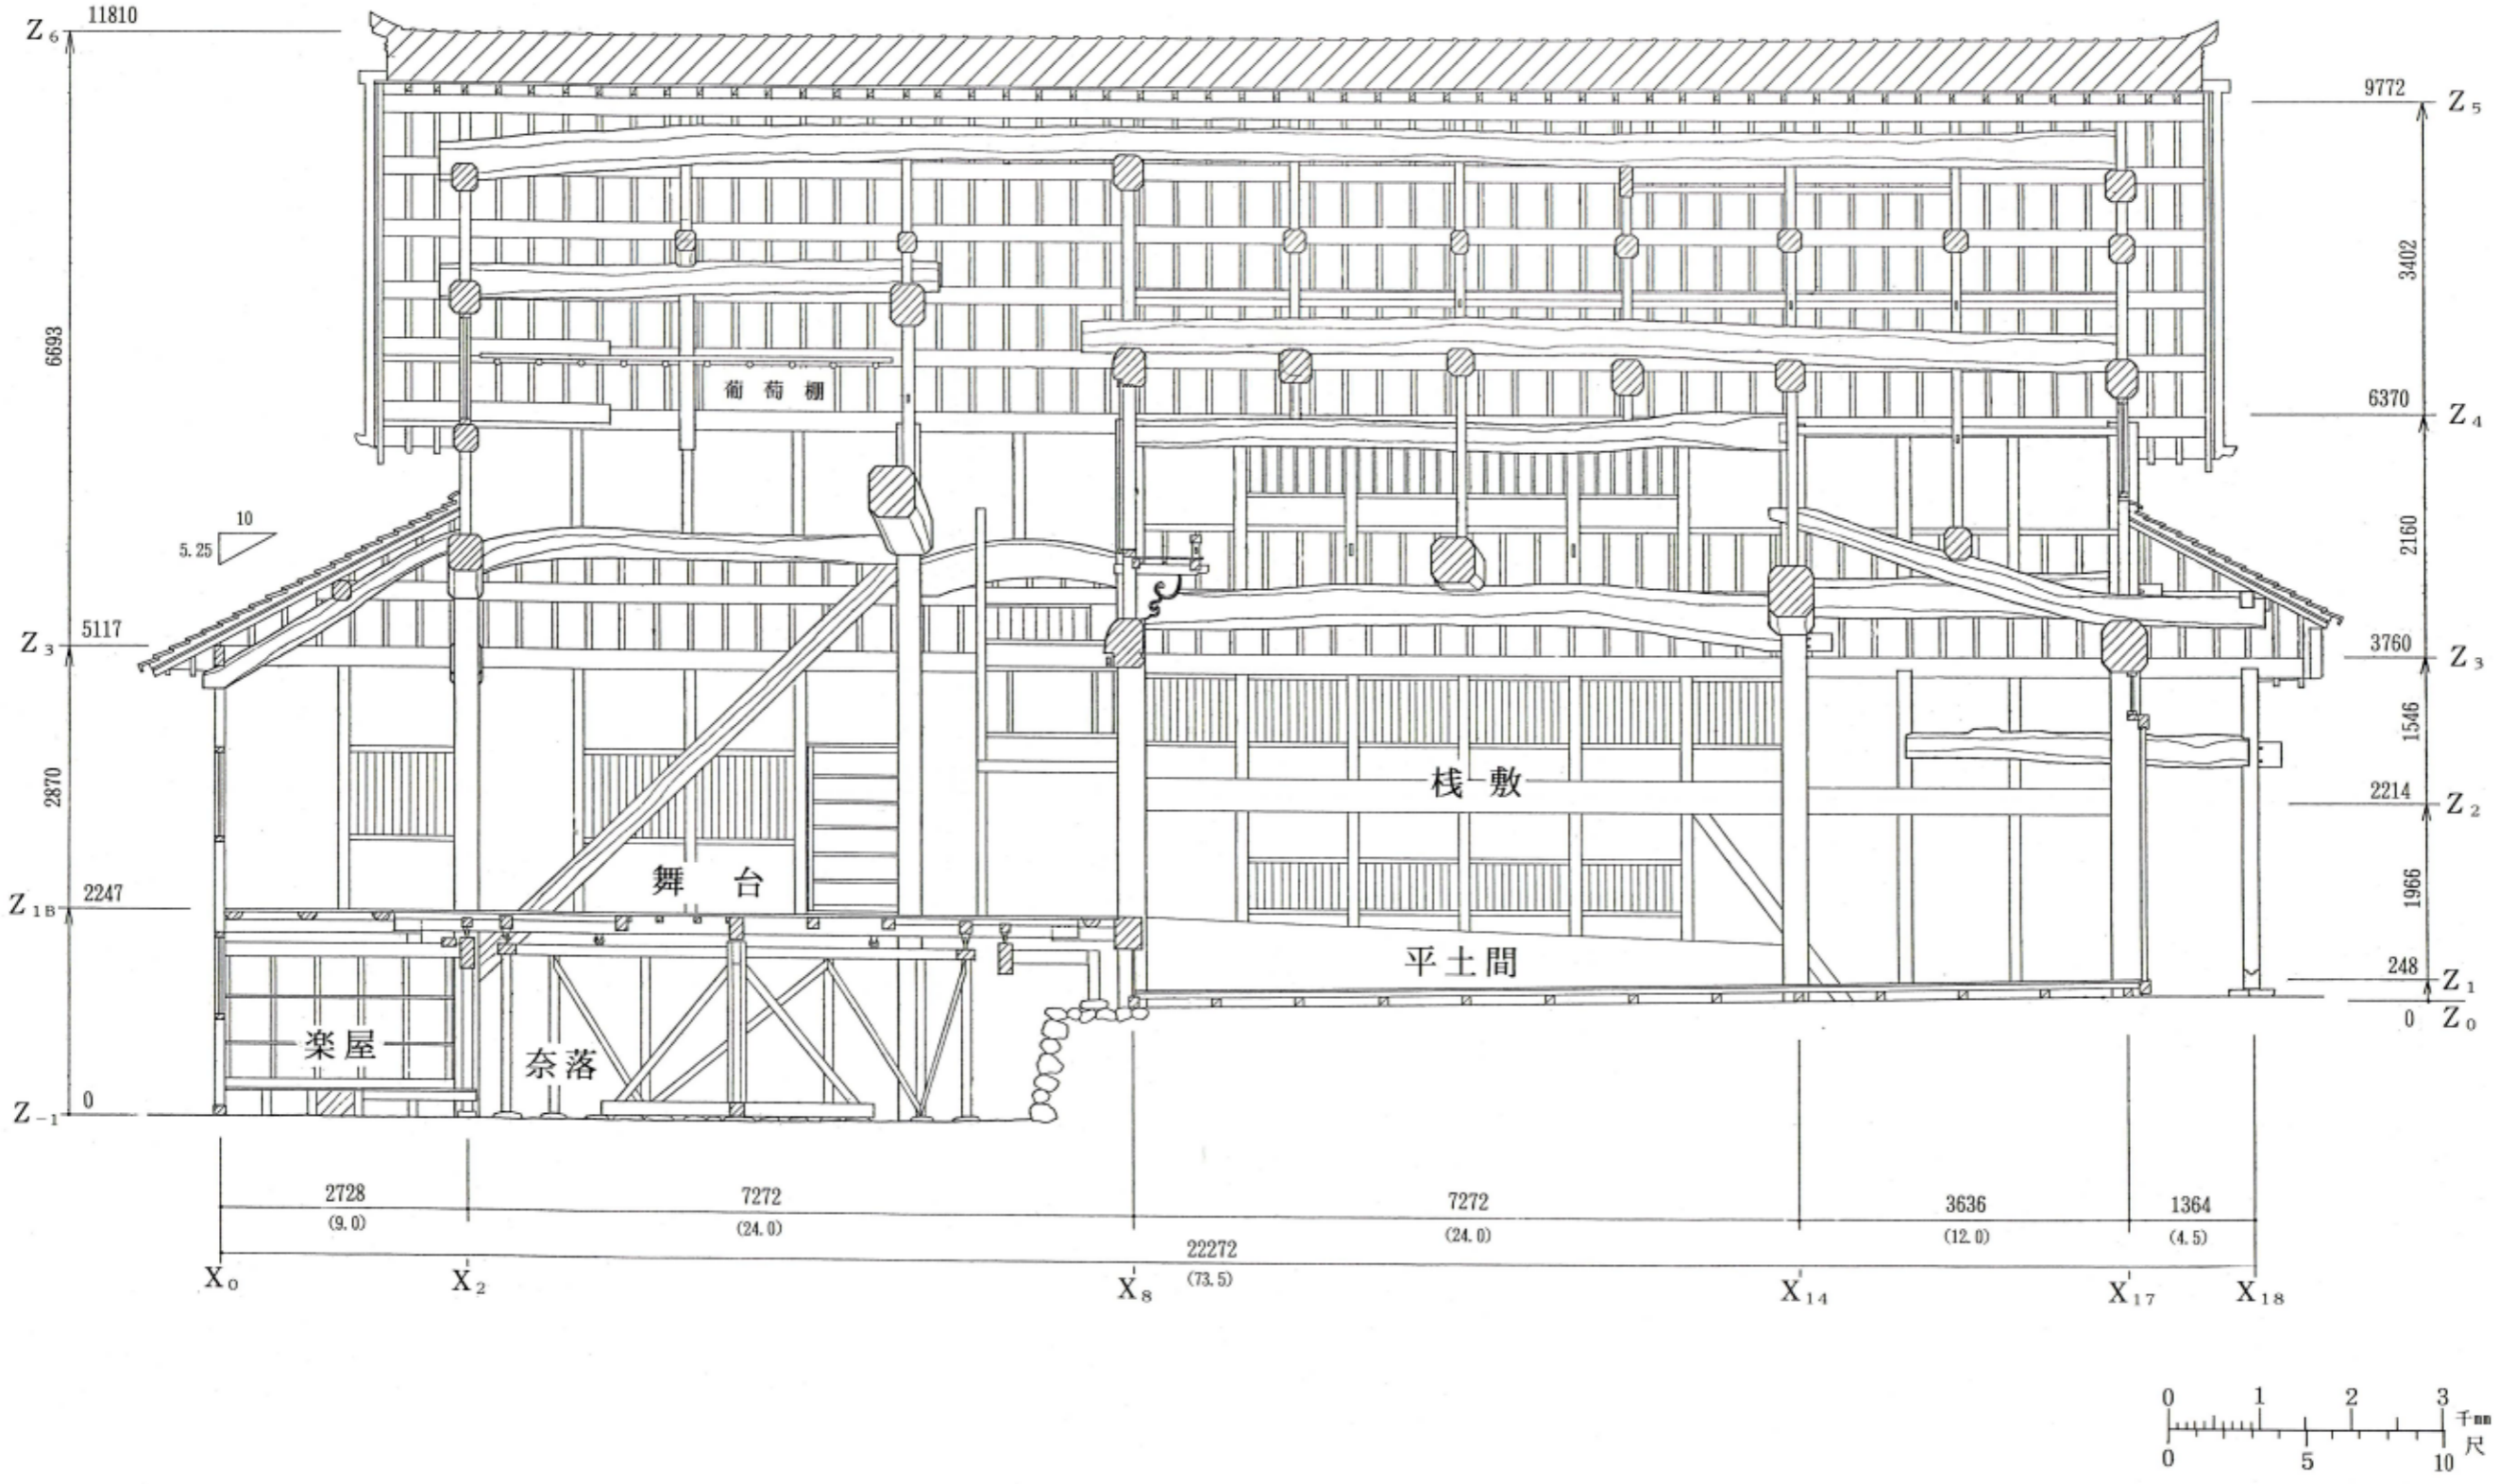 Z₆ 11810
9772 Z₅
6693
3402
葡萄棚
6370 Z₄
10
5.25
2160
Z₃ 5117
3760 Z₃
2870
1546
桟敷
2214 Z₂
舞台
Z₁B 2247
1966
平土間
248 Z₁
0 Z₀
楽屋
奈落
Z₋₁ 0
2728 7272 7272 3636 1364
(9.0) (24.0) (24.0) (12.0) (4.5)
22272
(73.5)
X₀ X₂ X₈ X₁₄ X₁₇ X₁₈
0 1 2 3 千mm
尺
0 5 10